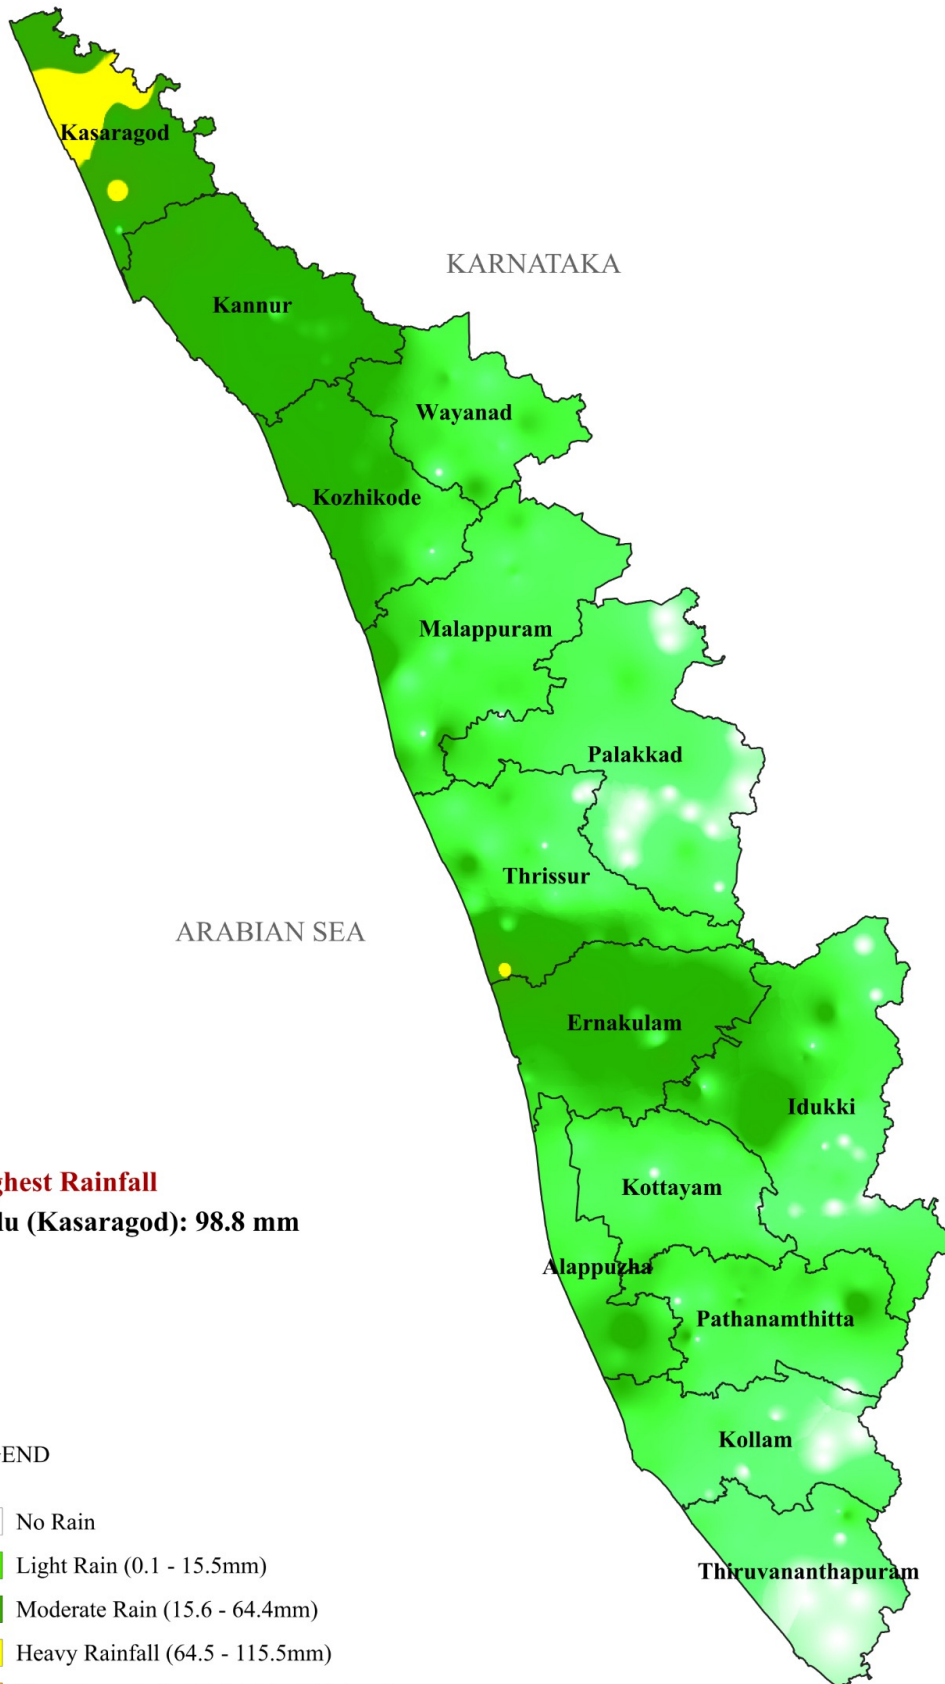 Kasaragod
KARNATAKA
Kannur
Wayanad
Kozhikode
Malappuram
Palakkad
Thrissur
ARABIAN SEA
Ernakulam
Idukki
ghest Rainfall
Kottayam
lu (Kasaragod): 98.8 mm
Alappuzha
Pathanamthitta
Kollam
END
No Rain
Light Rain (0.1 - 15.5mm)
Thiruvananthapuram
Moderate Rain (15.6 - 64.4mm)
Heavy Rainfall (64.5 - 115.5mm)